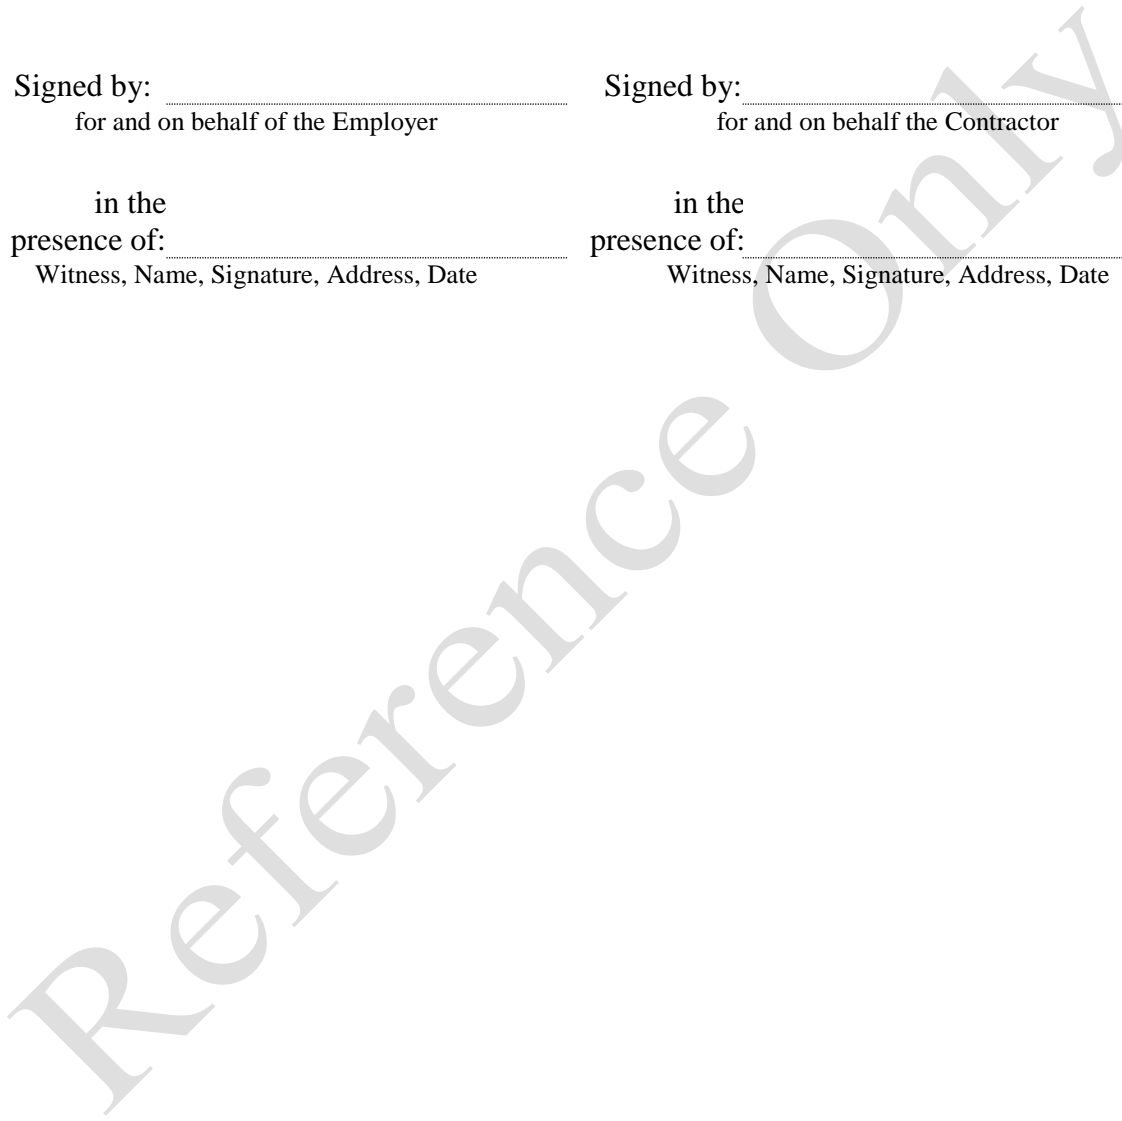 Signed by:
for and on behalf of the Employer
in the
presence of:
Witness, Name, Signature, Address, Date
Signed by:
for and on behalf the Contractor
in the
presence of:
Witness, Name, Signature, Address, Date
Reference Only